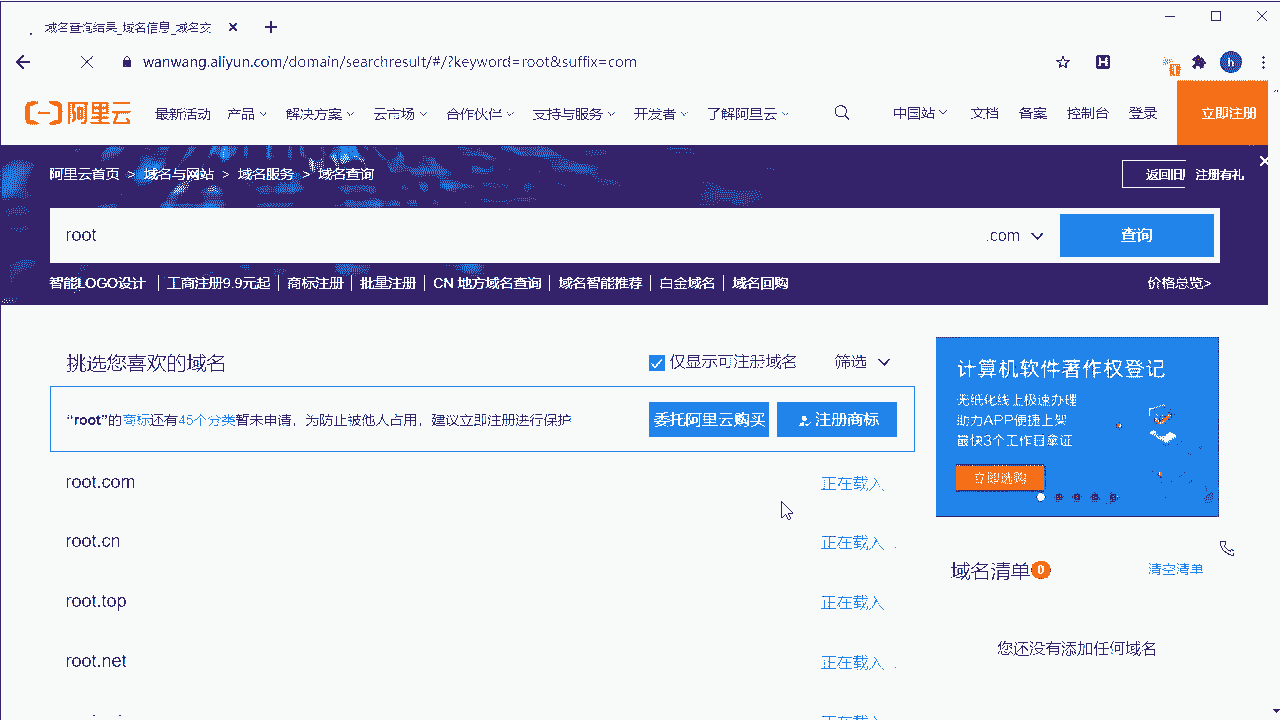 域名查询结果_域名信息_域名交
wanwang.aliyun.com/domain/searchresult/#/?keyword=root&suffix=com
阿里云 最新活动 产品 解决方案 云市场 合作伙伴 支持与服务 开发者 了解阿里云 中国站 文档 备案 控制台 登录 立即注册
阿里云首页 > 域名与网站 > 域名服务 > 域名查询 返回旧 注册有礼
root .com 查询
智能LOGO设计 工商注册9.9元起 商标注册 批量注册 CN 地方域名查询 域名智能推荐 白金域名 域名回购 价格总览>
挑选您喜欢的域名 仅显示可注册域名 筛选
“root”的商标还有45个分类暂未申请，为防止被他人占用，建议立即注册进行保护 委托阿里云购买 注册商标
root.com 正在载入
root.cn 正在载入
root.top 正在载入
root.net 正在载入
计算机软件著作权登记
无纸化线上极速办理
助力APP便捷上架
最快3个工作日拿证
立即选购
域名清单 0 清空清单
您还没有添加任何域名